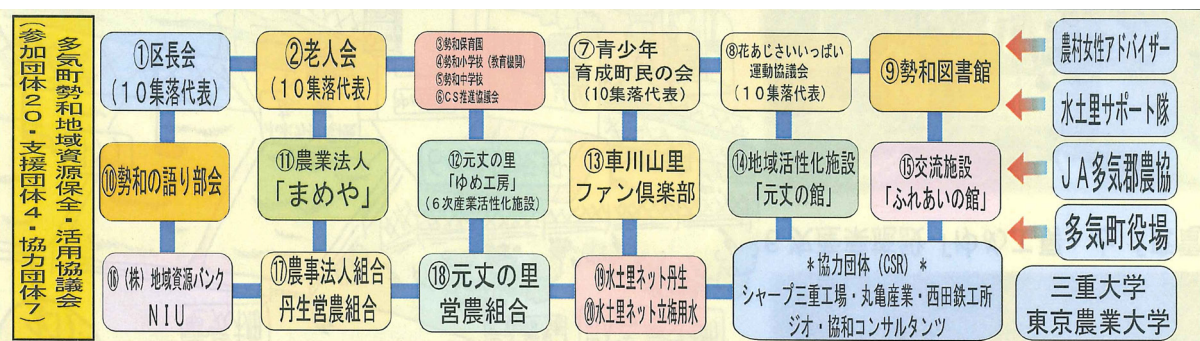 多気町勢和地域資源保全・活用協議会
(参加団体20・支援団体4・協力団体7)
①区長会
(10集落代表)
②老人会
(10集落代表)
③勢和保育園
④勢和小学校(教育機関)
⑤勢和中学校
⑥CS推進協議会
⑦青少年
育成町民の会
(10集落代表)
⑧花あじさいいっぱい
運動協議会
(10集落代表)
⑨勢和図書館
農村女性アドバイザー
水土里サポート隊
⑩勢和の語り部会
⑪農業法人
「まめや」
⑫元丈の里
「ゆめ工房」
(6次産業活性化施設)
⑬車川山里
ファン倶楽部
⑭地域活性化施設
「元丈の館」
⑮交流施設
「ふれあいの館」
JA多気郡農協
多気町役場
⑯(株)地域資源バンク
NIU
⑰農事法人組合
丹生営農組合
⑱元丈の里
営農組合
⑲水土里ネット丹生
⑳水土里ネット立梅用水
*協力団体(CSR)*
シャープ三重工場・丸亀産業・西田鉄工所
ジオ・協和コンサルタンツ
三重大学
東京農業大学